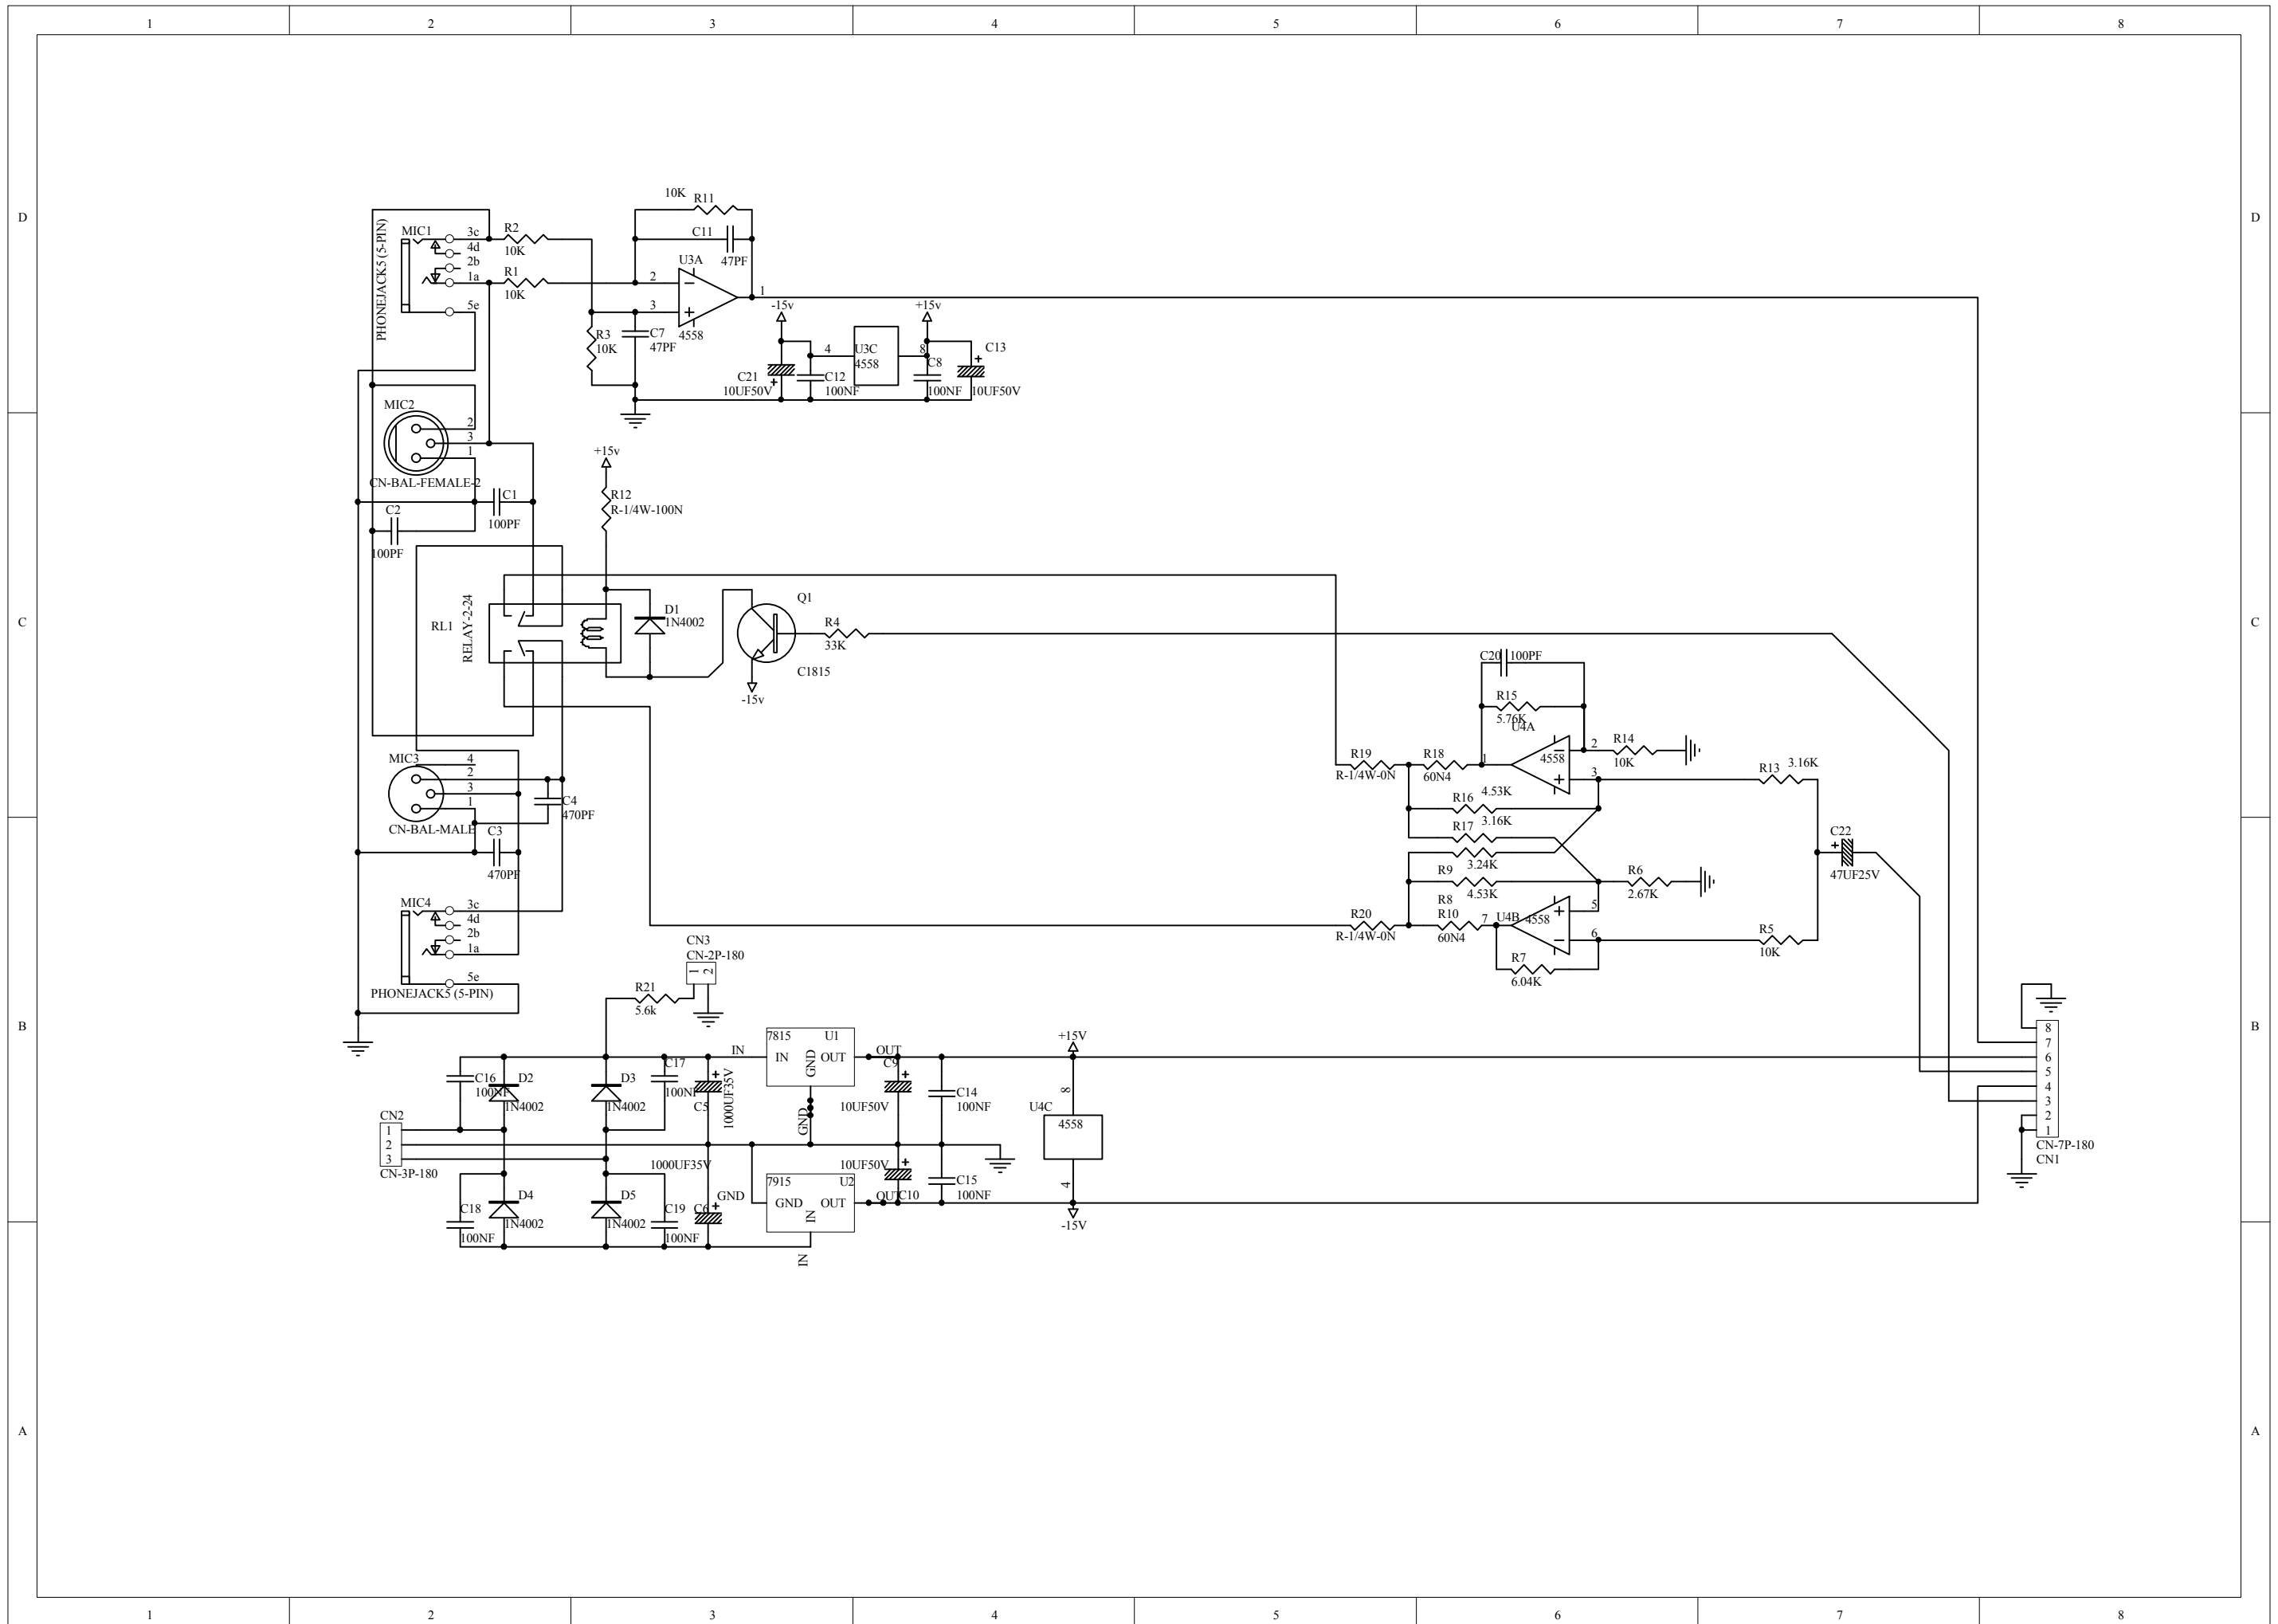 1 2 3 4 5 6 7 8
D
D
10K
R11
C11
47PF
PHONEJACK5 (5-PIN)
MIC1
3c
4d
2b
1a
5e
R2
10K
R1
10K
U3A
2
3
1
4558
R3
10K
C7
47PF
-15v
+15v
4
U3C
4558
8
C8
100NF
C13
10UF50V
C21
10UF50V
C12
100NF
MIC2
2
3
1
CN-BAL-FEMALE-2
C1
100PF
C2
100PF
+15v
R12
R-1/4W-100N
C
C
RL1
RELAY-2-24
D1
1N4002
Q1
C1815
-15v
R4
33K
C20
100PF
R15
5.76K
U4A
4558
1
2
3
R14
10K
R19
R-1/4W-0N
R18
60N4
R13
3.16K
R16
4.53K
R17
3.16K
3.24K
R9
4.53K
R8
R10
60N4
7
U4B
4558
5
6
R6
2.67K
C22
+
47UF25V
R20
R-1/4W-0N
R7
6.04K
R5
10K
MIC3
4
2
3
1
CN-BAL-MALE
C4
470PF
C3
470PF
MIC4
3c
4d
2b
1a
5e
PHONEJACK5 (5-PIN)
CN3
CN-2P-180
1
2
R21
5.6k
B
B
IN
7815
U1
IN
GND
OUT
OUT
GND
C9
10UF50V
C14
100NF
+15V
8
U4C
4558
4
-15V
C16
100NF
D2
1N4002
D3
1N4002
C17
100NF
C5
1000UF35V
CN2
1
2
3
CN-3P-180
C18
100NF
D4
1N4002
D5
1N4002
C19
100NF
1000UF35V
C6
GND
7915
U2
GND
OUT
IN
IN
OUT
C10
10UF50V
C15
100NF
8
7
6
5
4
3
2
1
CN-7P-180
CN1
A
A
1 2 3 4 5 6 7 8